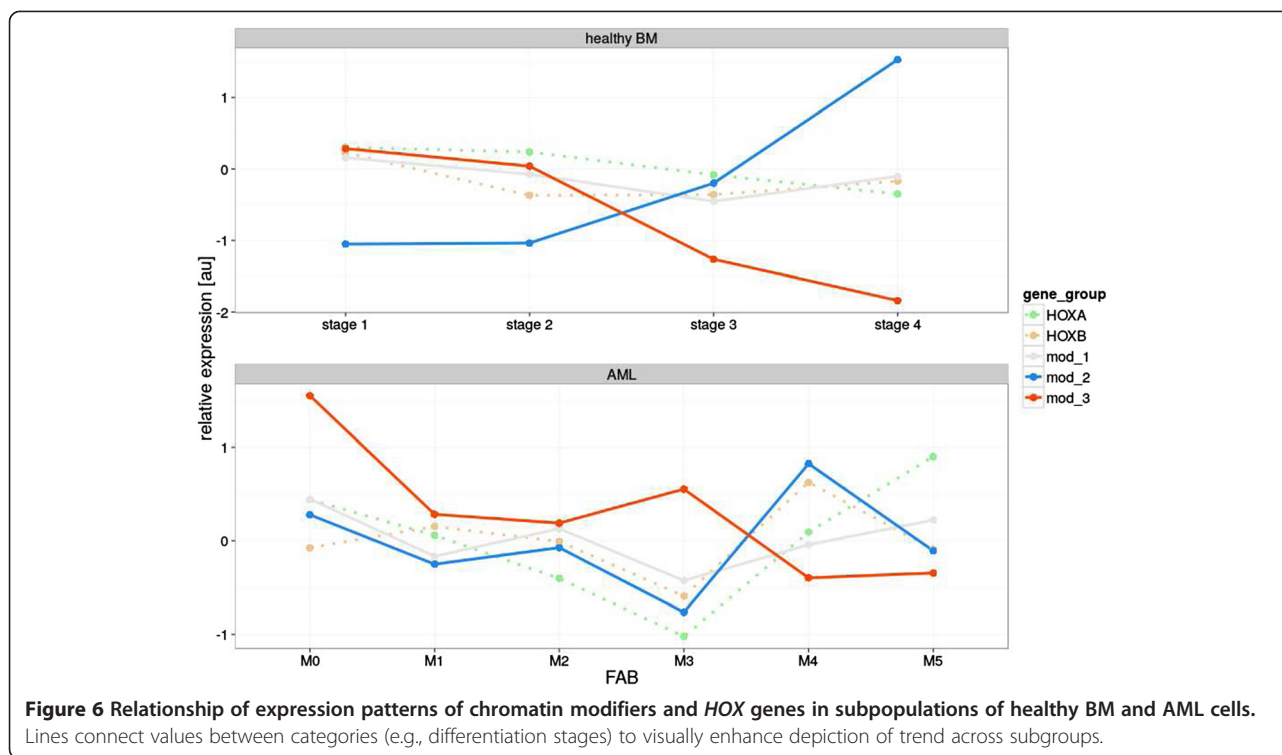 healthy BM
1
0
-1
-2
stage 1 stage 2 stage 3 stage 4
relative expression [au]
AML
1
0
-1
M0 M1 M2 M3 M4 M5
FAB
gene_group
HOXA
HOXB
mod_1
mod_2
mod_3
Figure 6 Relationship of expression patterns of chromatin modifiers and HOX genes in subpopulations of healthy BM and AML cells.
Lines connect values between categories (e.g., differentiation stages) to visually enhance depiction of trend across subgroups.